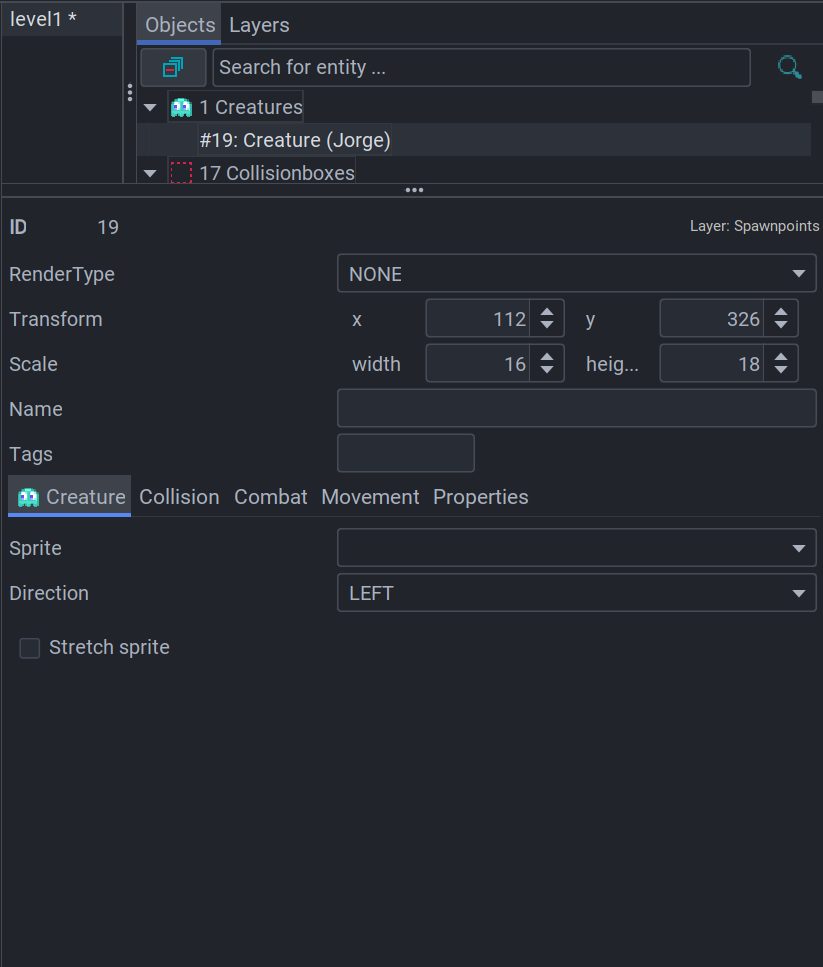 level1 *
Objects Layers
Search for entity ...
1 Creatures
#19: Creature (Jorge)
17 Collisionboxes
ID 19 Layer: Spawnpoints
RenderType NONE
Transform x 112 y 326
Scale width 16 heig... 18
Name
Tags
Creature Collision Combat Movement Properties
Sprite
Direction LEFT
Stretch sprite